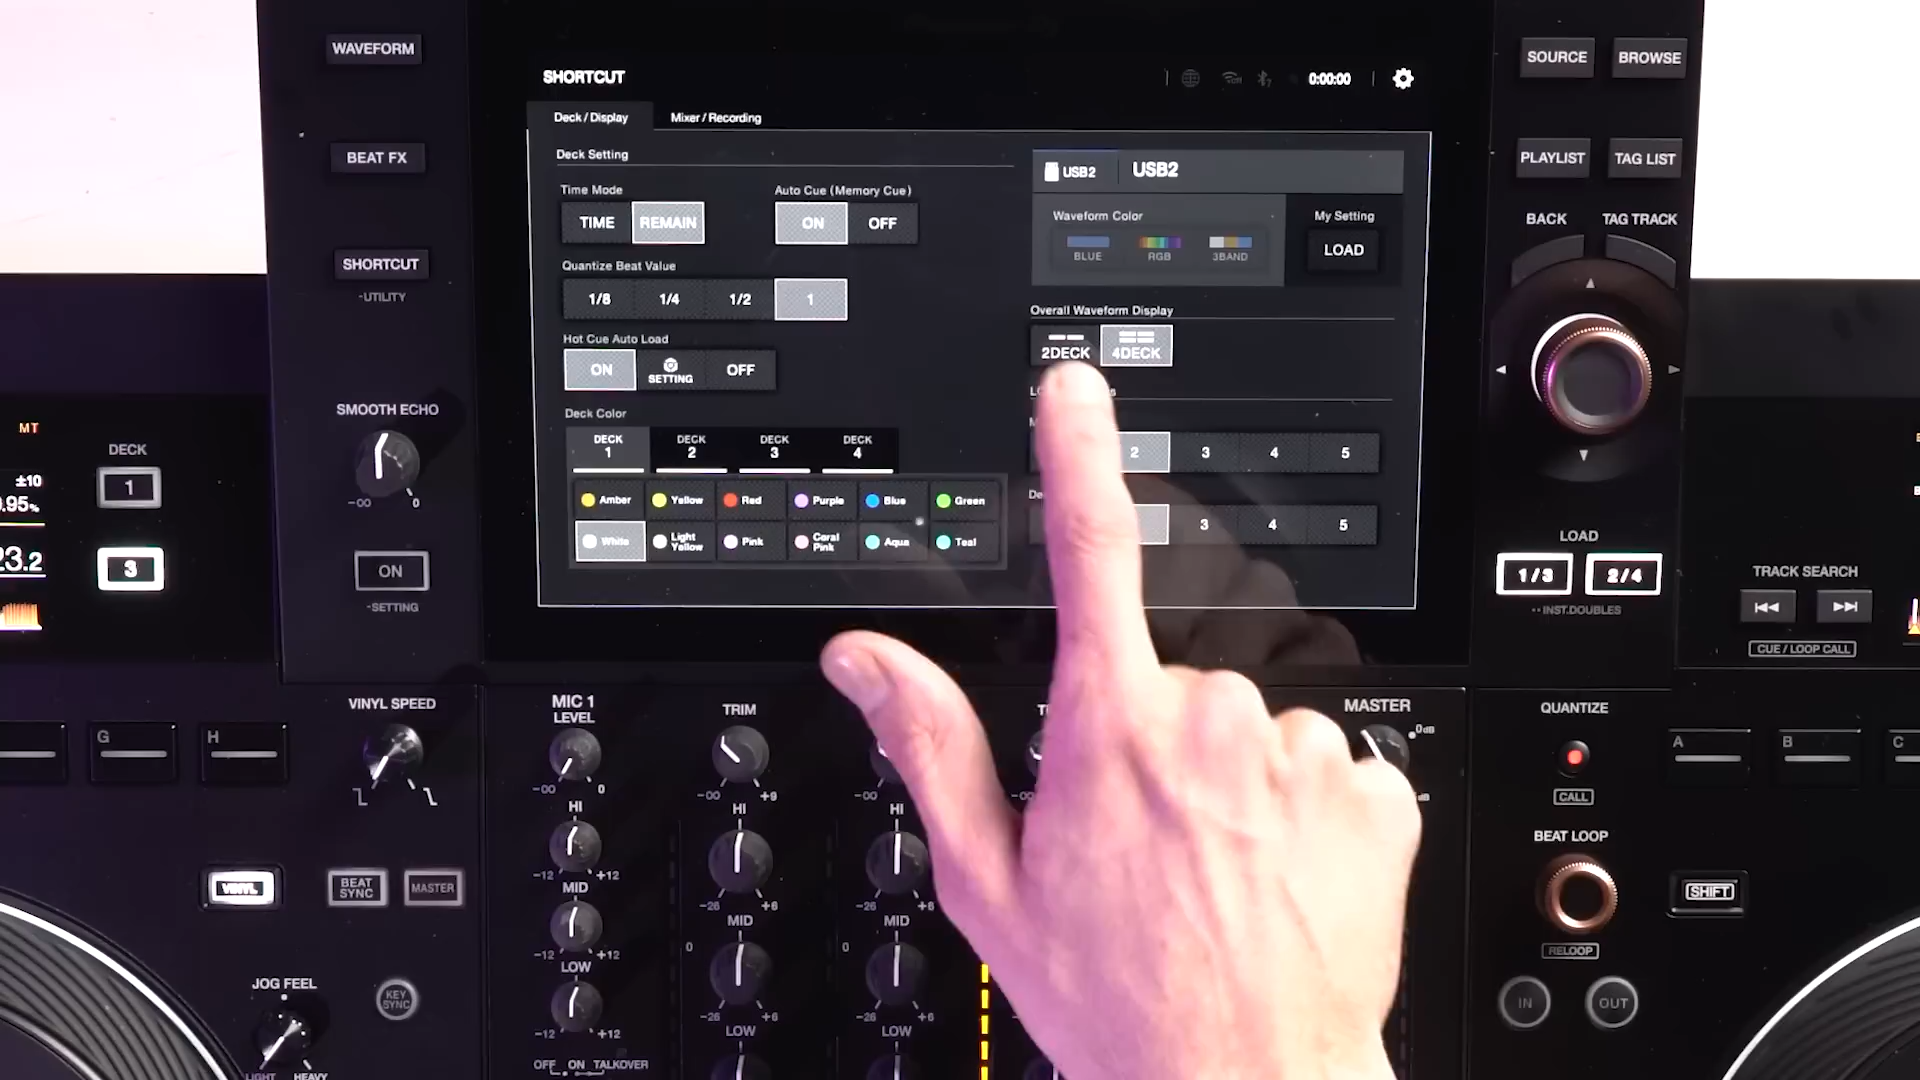 WAVEFORM
BEAT FX
SHORTCUT
-UTILITY
SMOOTH ECHO
-00 0
ON
-SETTING
MT
±10
23.2
DECK
1
3
SHORTCUT
0:00:00
Deck / Display Mixer / Recording
Deck Setting
Time Mode
TIME REMAIN
Auto Cue (Memory Cue)
ON OFF
Quantize Beat Value
1/8 1/4 1/2 1
Hot Cue Auto Load
ON SETTING OFF
Deck Color
DECK 1 DECK 2 DECK 3 DECK 4
Amber Yellow Red Purple Blue Green
White Light Yellow Pink Coral Pink Aqua Teal
USB2 USB2
Waveform Color
BLUE RGB 3BAND
My Setting
LOAD
Overall Waveform Display
2DECK 4DECK
2 3 4 5
3 4 5
SOURCE BROWSE
PLAYLIST TAG LIST
BACK TAG TRACK
LOAD
1/3 2/4
INST.DOUBLES
TRACK SEARCH
CUE / LOOP CALL
G H
VINYL SPEED
VINYL
BEAT SYNC
MASTER
JOG FEEL
LIGHT HEAVY
KEY SYNC
MIC 1
LEVEL
-00 0
HI
-12 +12
MID
-12 +12
LOW
-12 +12
OFF ON TALKOVER
TRIM
-00 +9
HI
-26 +6
MID
0
-26 +6
LOW
-00
HI
+6
MID
0
-26 +6
LOW
MASTER
0dB
QUANTIZE
CALL
BEAT LOOP
RELOOP
IN OUT
SHIFT
A B C